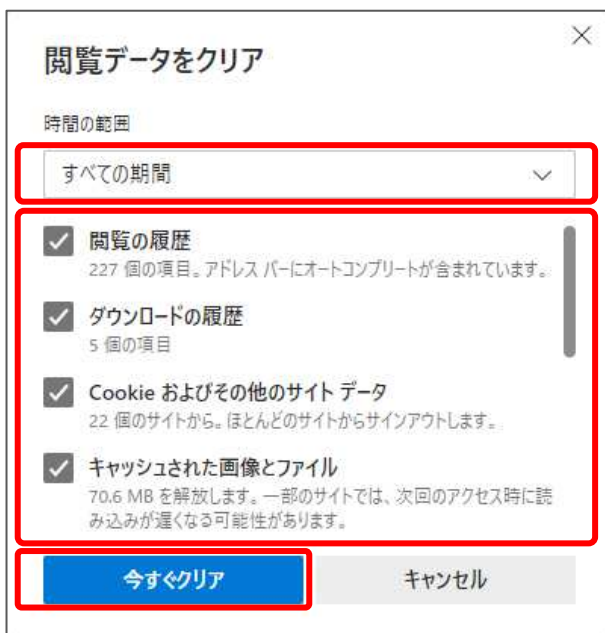 閲覧データをクリア
時間の範囲
すべての期間
閲覧の履歴
227 個の項目。アドレス バーにオートコンプリートが含まれています。
ダウンロードの履歴
5 個の項目
Cookie およびその他のサイト データ
22 個のサイトから。ほとんどのサイトからサインアウトします。
キャッシュされた画像とファイル
70.6 MB を解放します。一部のサイトでは、次回のアクセス時に読
み込みが遅くなる可能性があります。
今すぐクリア
キャンセル